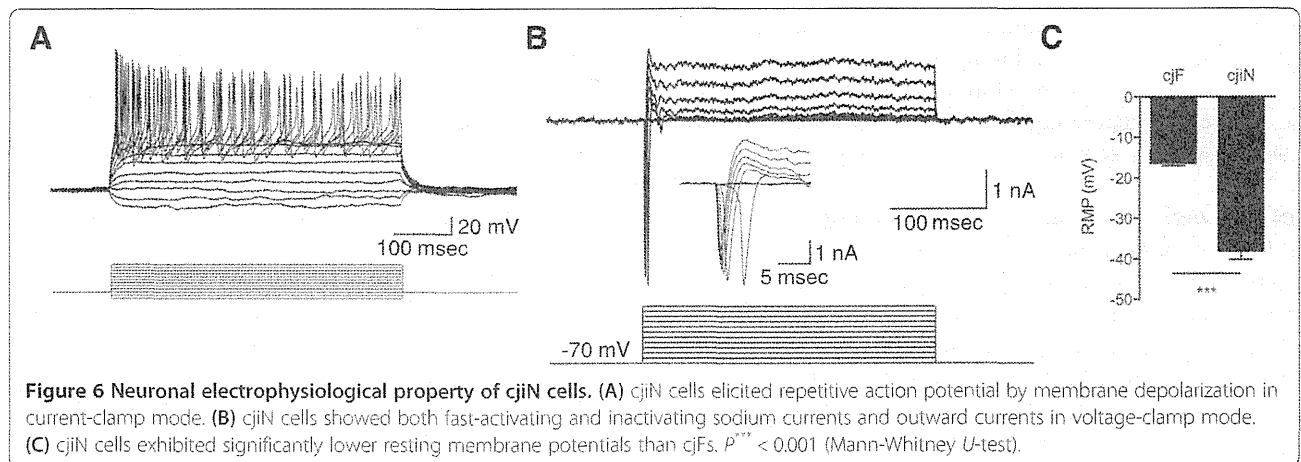 A
B
C
20 mV
100 msec
1 nA
100 msec
1 nA
5 msec
-70 mV
cjF cjiN
0
-10
-20
-30
-40
-50
RMP (mV)
***
Figure 6 Neuronal electrophysiological property of cjiN cells. (A) cjiN cells elicited repetitive action potential by membrane depolarization in
current-clamp mode. (B) cjiN cells showed both fast-activating and inactivating sodium currents and outward currents in voltage-clamp mode.
(C) cjiN cells exhibited significantly lower resting membrane potentials than cjFs. P*** < 0.001 (Mann-Whitney U-test).